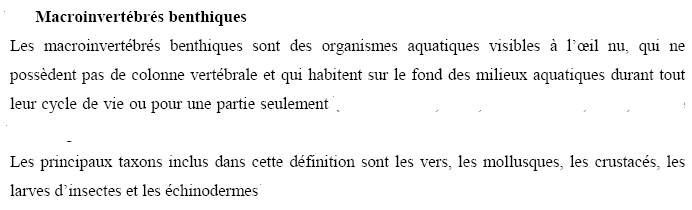 Macroinvertébrés benthiques
Les macroinvertébrés benthiques sont des organismes aquatiques visibles à l’œil nu, qui ne
possèdent pas de colonne vertébrale et qui habitent sur le fond des milieux aquatiques durant tout
leur cycle de vie ou pour une partie seulement
Les principaux taxons inclus dans cette définition sont les vers, les mollusques, les crustacés, les
larves d’insectes et les échinodermes